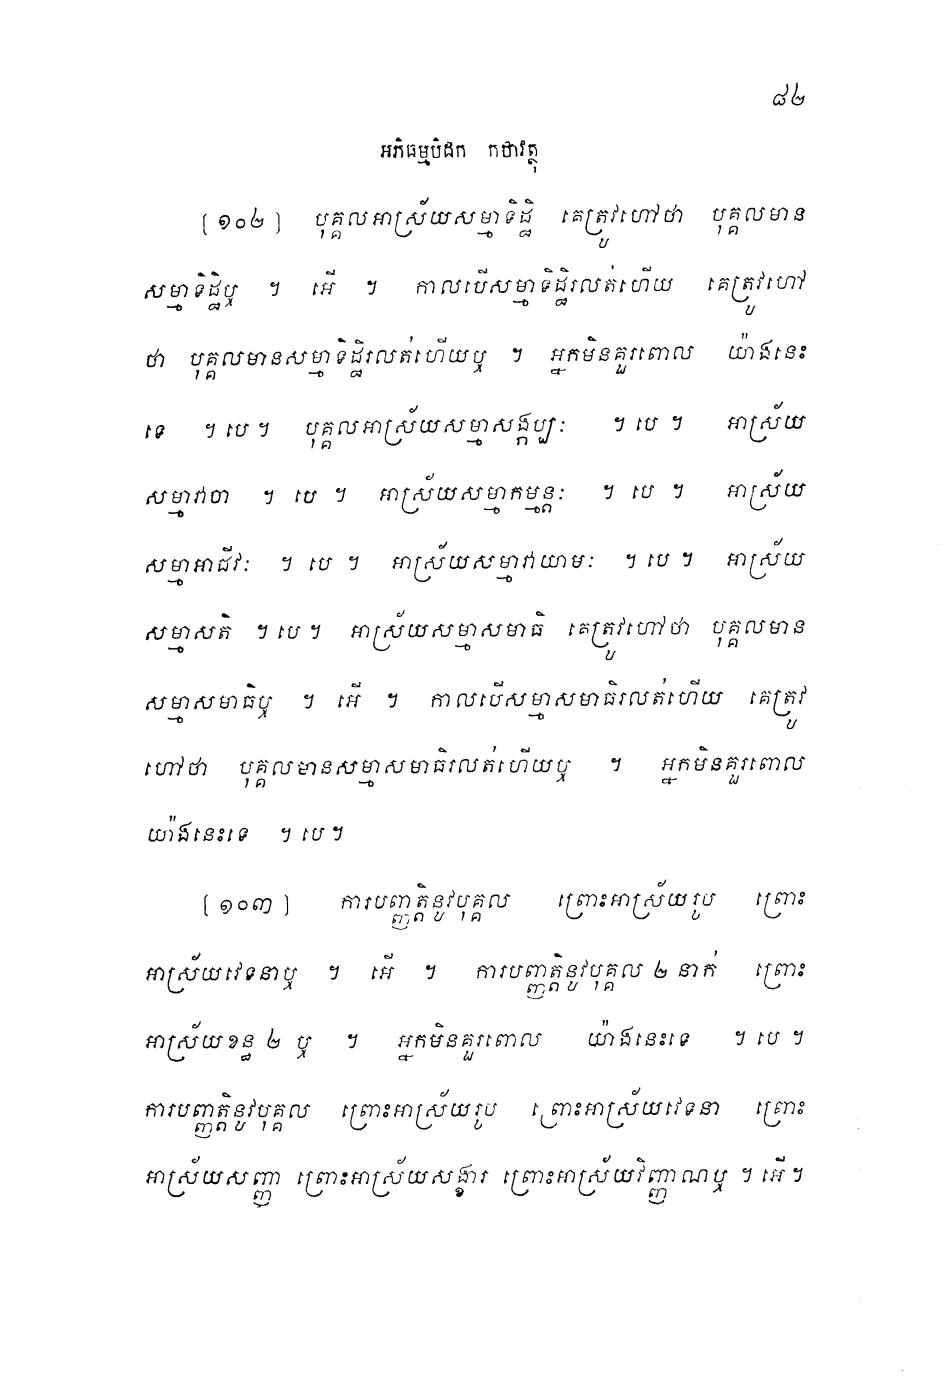 ៨៤
អភិធម្មបិដក កថាវត្ថុ
[១០២] បុគ្គលអាស្រ័យសម្មាទិដ្ឋិ គេត្រូវហៅថា បុគ្គលមាន
សម្មាទិដ្ឋិឬ ។ អើ ។ កាលបើសម្មាទិដ្ឋិរលត់ហើយ គេត្រូវហៅ
ថា បុគ្គលមានសម្មាទិដ្ឋិរលត់ហើយឬ ។ អ្នកមិនគួរពោល យ៉ាងនេះ
ទេ ។ បេ ។ បុគ្គលអាស្រ័យសម្មាសង្កប្បៈ ។ បេ ។ អាស្រ័យ
សម្មាវាចា ។ បេ ។ អាស្រ័យសម្មាកម្មន្តៈ ។ បេ ។ អាស្រ័យ
សម្មាអាជីវៈ ។ បេ ។ អាស្រ័យសម្មាវាយាមៈ ។ បេ ។ អាស្រ័យ
សម្មាសតិ ។ បេ ។ អាស្រ័យសម្មាសមាធិ គេត្រូវហៅថា បុគ្គលមាន
សម្មាសមាធិឬ ។ អើ ។ កាលបើសម្មាសមាធិរលត់ហើយ គេត្រូវ
ហៅថា បុគ្គលមានសម្មាសមាធិរលត់ហើយឬ ។ អ្នកមិនគួរពោល
យ៉ាងនេះទេ ។ បេ ។
[១០៣] ការបញ្ញត្តិនូវបុគ្គល ព្រោះអាស្រ័យរូប ព្រោះ
អាស្រ័យវេទនាឬ ។ អើ ។ ការបញ្ញត្តិនូវបុគ្គល ២ នាក់ ព្រោះ
អាស្រ័យខន្ធ ២ ឬ ។ អ្នកមិនគួរពោល យ៉ាងនេះទេ ។ បេ ។
ការបញ្ញត្តិនូវបុគ្គល ព្រោះអាស្រ័យរូប ព្រោះអាស្រ័យវេទនា ព្រោះ
អាស្រ័យសញ្ញា ព្រោះអាស្រ័យសង្ខារ ព្រោះអាស្រ័យវិញ្ញាណឬ ។ អើ ។